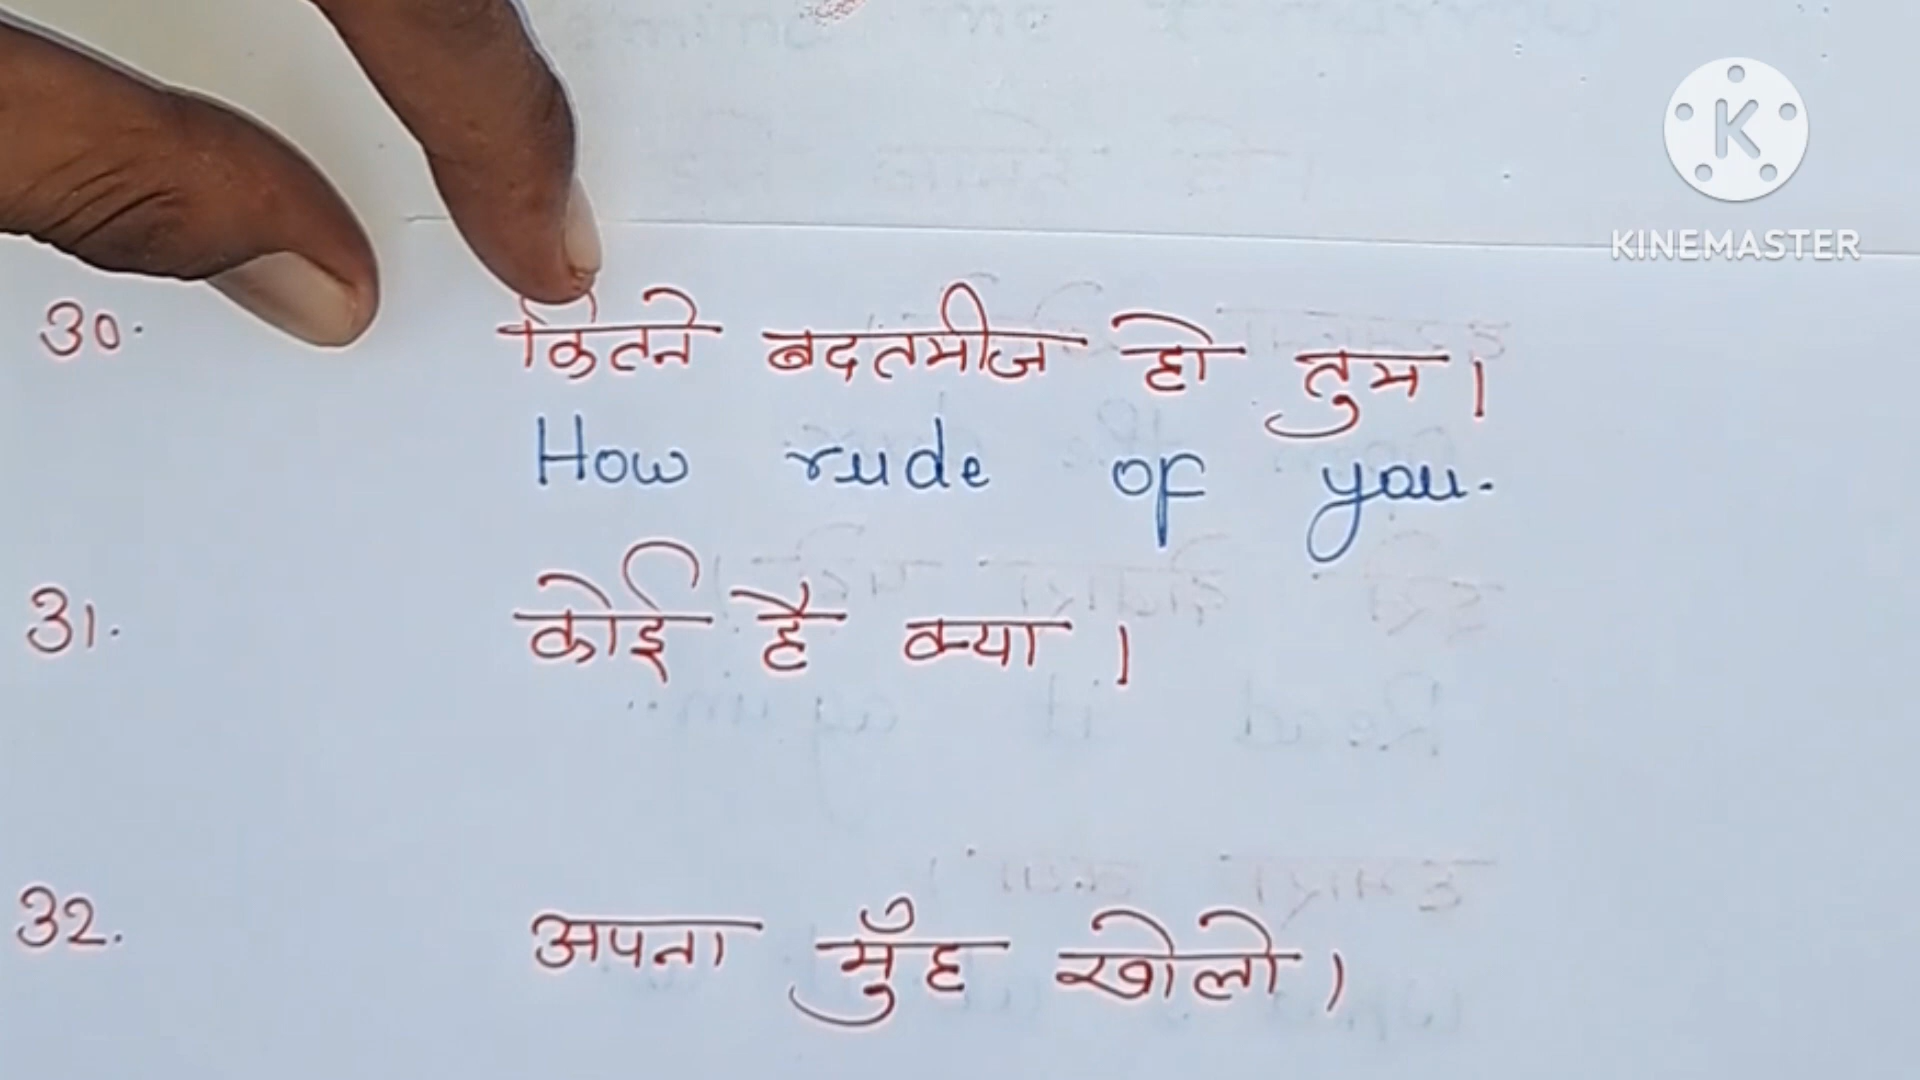 KINEMASTER
30. कितने बदतमीज हो तुम।
How rude of you.
31. कोई है क्या।
32. अपना मुँह खोलो।